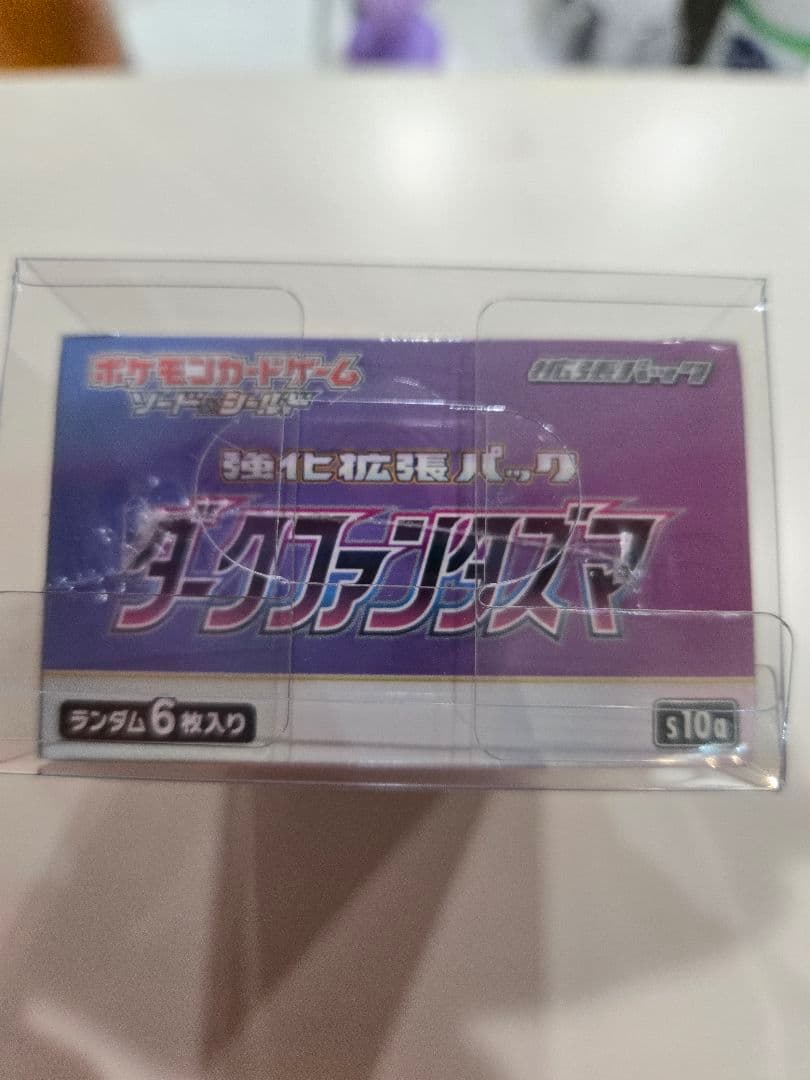 ポケモンカードゲーム
ソード&シールド
拡張パック
強化拡張パック
ダークファンタズマ
ランダム6枚入り
s10a